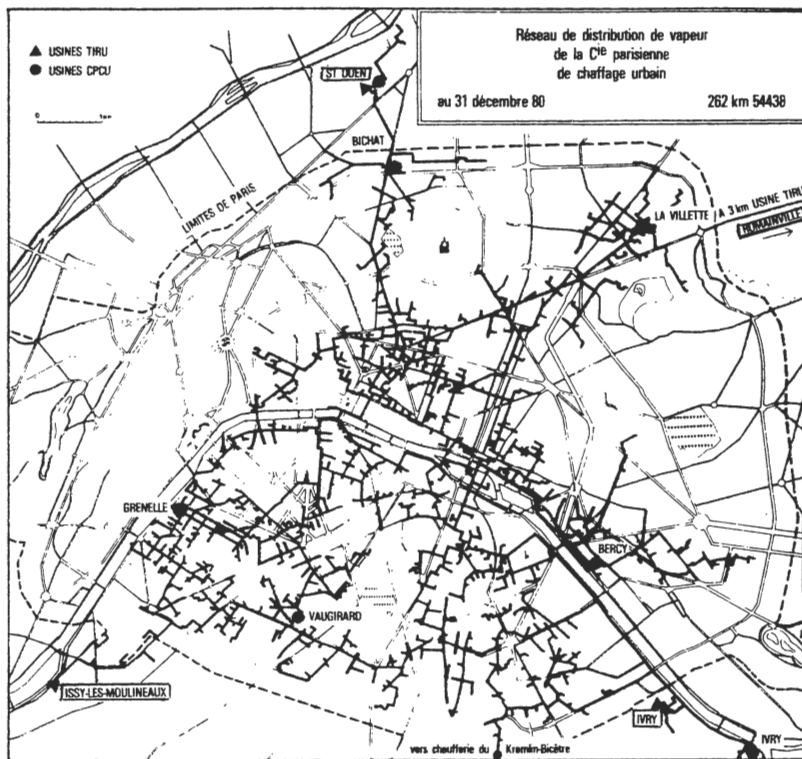 Réseau de distribution de vapeur
de la Cie parisienne
de chaffage urbain
au 31 décembre 80 262 km 54438
▲ USINES TIRU
● USINES CPCU
0 1km
ST OUEN
BICHAT
LIMITES DE PARIS
LA VILLETTE
A 3 km USINE TIRU
ROMAINVILLE
GRENELLE
BERCY
VAUGIRARD
ISSY-LES-MOULINEAUX
IVRY
IVRY
vers chaufferie du Kremlin-Bicêtre